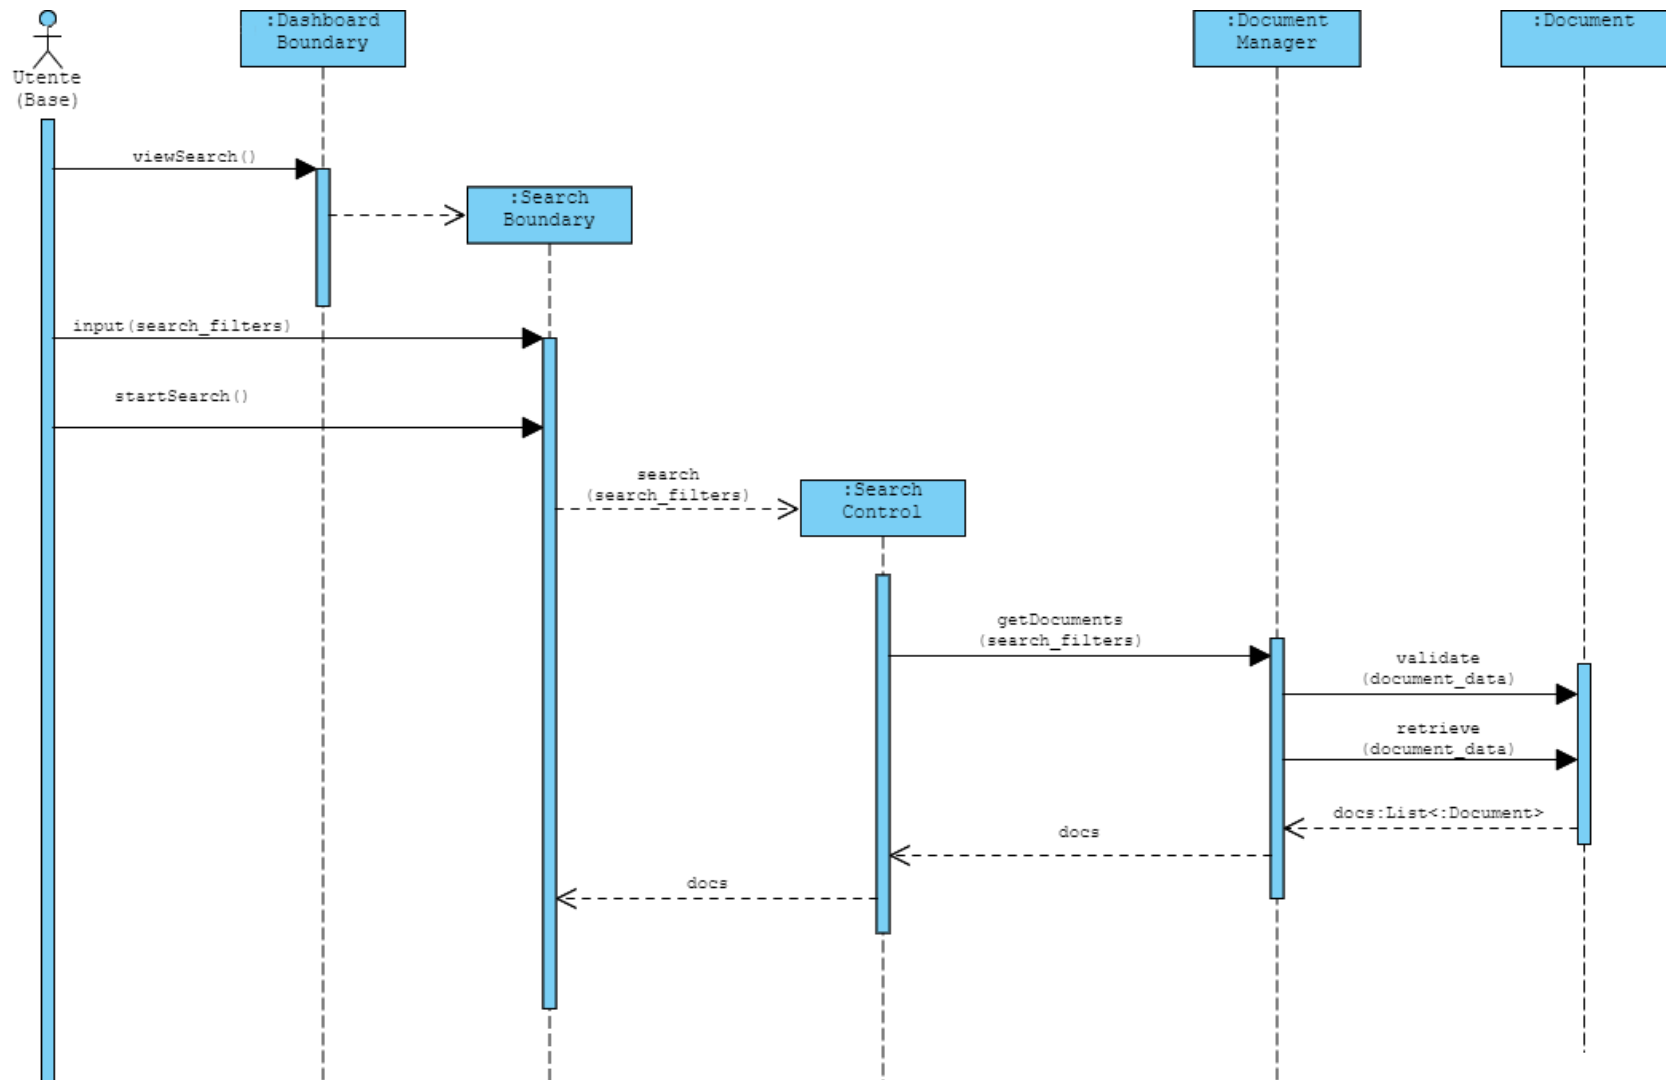 :Dashboard
Boundary
:Document
Manager
:Document
Utente
(Base)
viewSearch()
:Search
Boundary
input(search_filters)
startSearch()
search
(search_filters)
:Search
Control
getDocuments
(search_filters)
validate
(document_data)
retrieve
(document_data)
docs:List<:Document>
docs
docs